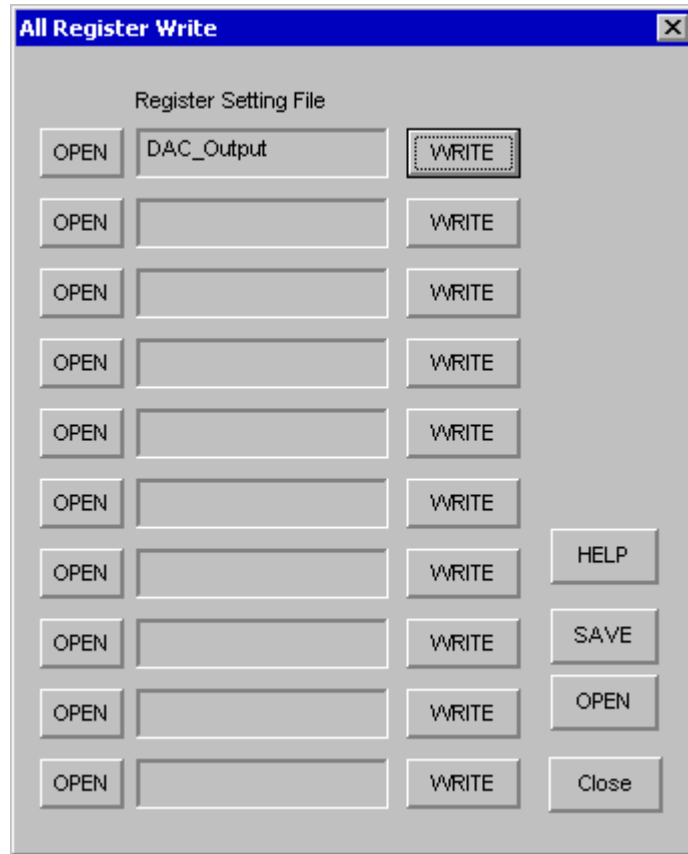 All Register Write
Register Setting File
OPEN DAC_Output WRITE
OPEN WRITE
OPEN WRITE
OPEN WRITE
OPEN WRITE
OPEN WRITE
OPEN WRITE HELP
OPEN WRITE SAVE
OPEN WRITE OPEN
OPEN WRITE Close